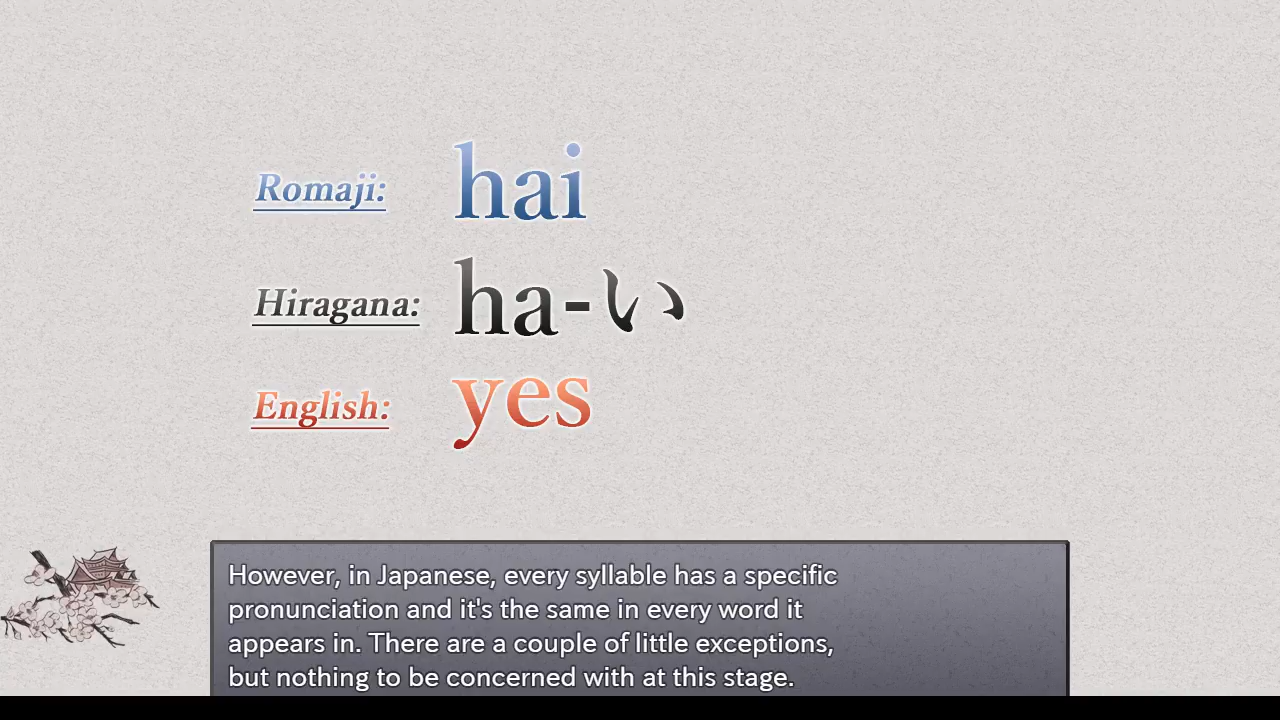 Romaji: hai
Hiragana: ha-い
English: yes
However, in Japanese, every syllable has a specific
pronunciation and it's the same in every word it
appears in. There are a couple of little exceptions,
but nothing to be concerned with at this stage.